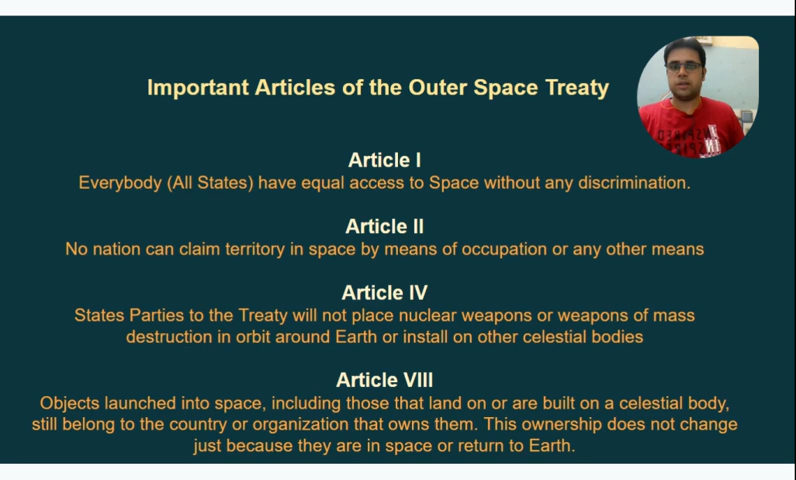 Important Articles of the Outer Space Treaty
Article I
Everybody (All States) have equal access to Space without any discrimination.
Article II
No nation can claim territory in space by means of occupation or any other means
Article IV
States Parties to the Treaty will not place nuclear weapons or weapons of mass
destruction in orbit around Earth or install on other celestial bodies
Article VIII
Objects launched into space, including those that land on or are built on a celestial body,
still belong to the country or organization that owns them. This ownership does not change
just because they are in space or return to Earth.